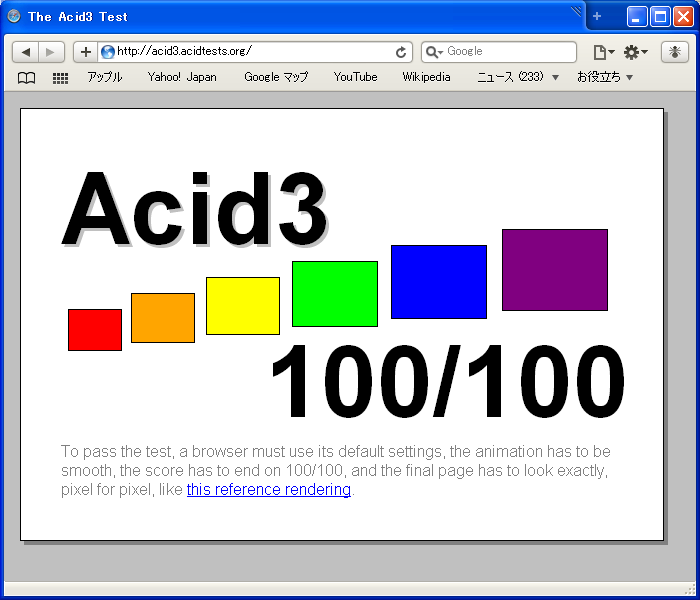 The Acid3 Test
http://acid3.acidtests.org/
Google
アップル Yahoo! Japan Google マップ YouTube Wikipedia ニュース (233) お役立ち
Acid3
100/100
To pass the test, a browser must use its default settings, the animation has to be
smooth, the score has to end on 100/100, and the final page has to look exactly,
pixel for pixel, like this reference rendering.